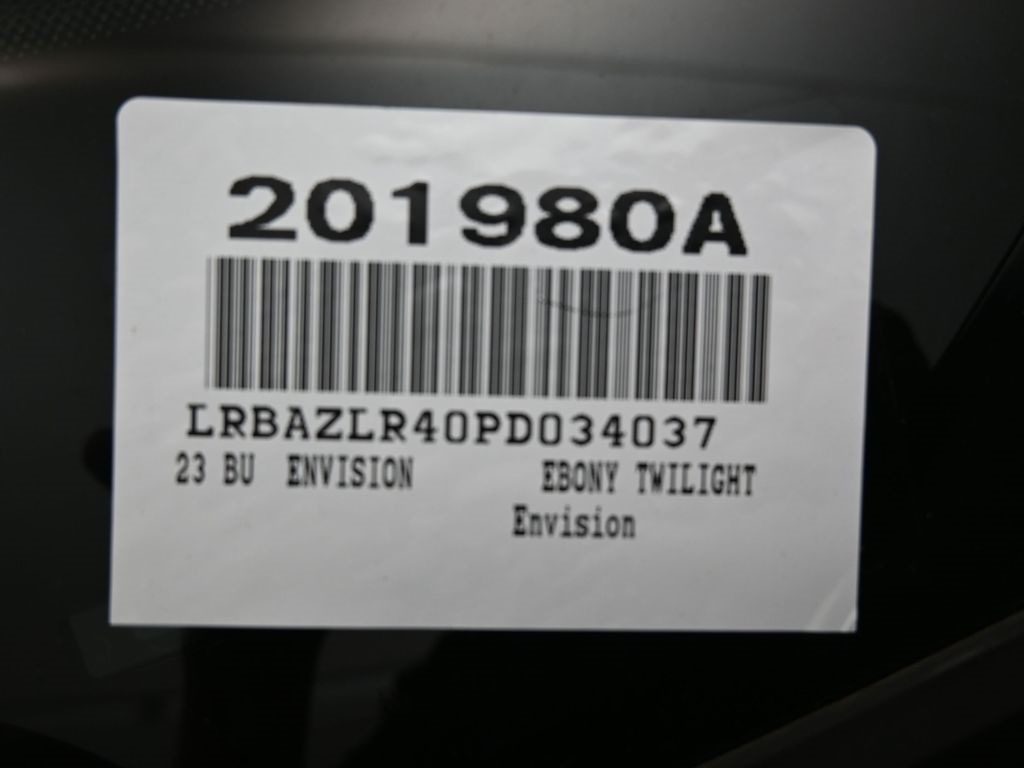 201980A
LRBAZLR40PD034037
23 BU ENVISION EBONY TWILIGHT
Envision